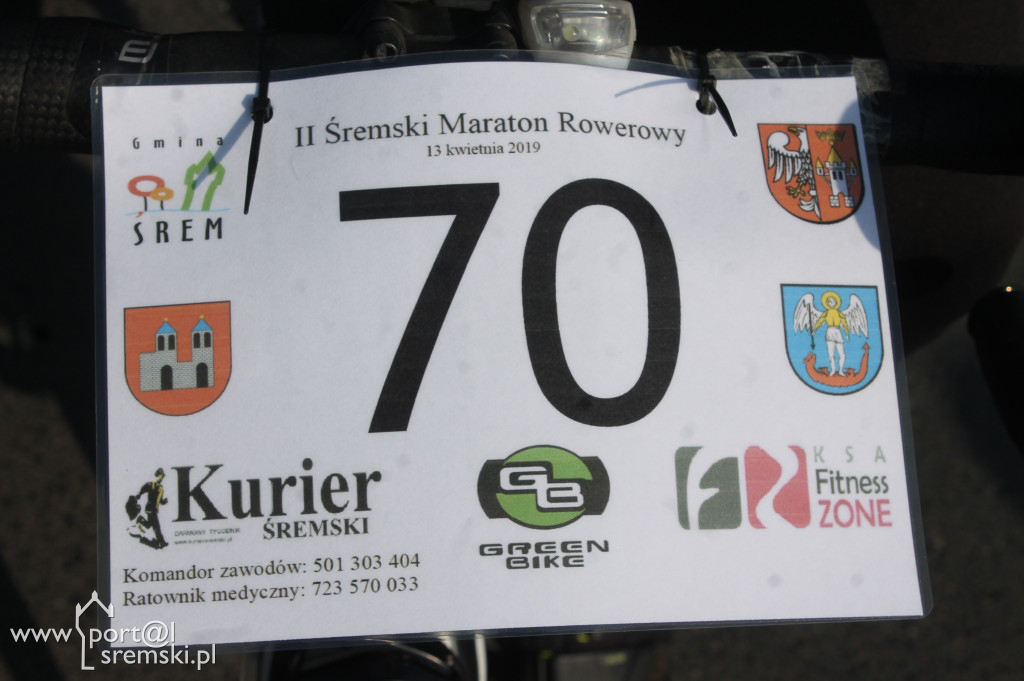 II Śremski Maraton Rowerowy
13 kwietnia 2019
Gmina
ŚREM
70
Kurier
ŚREMSKI
GB
GREEN
BIKE
KSA
Fitness
ZONE
Komandor zawodów: 501 303 404
Ratownik medyczny: 723 570 033
www.port@l
sremski.pl